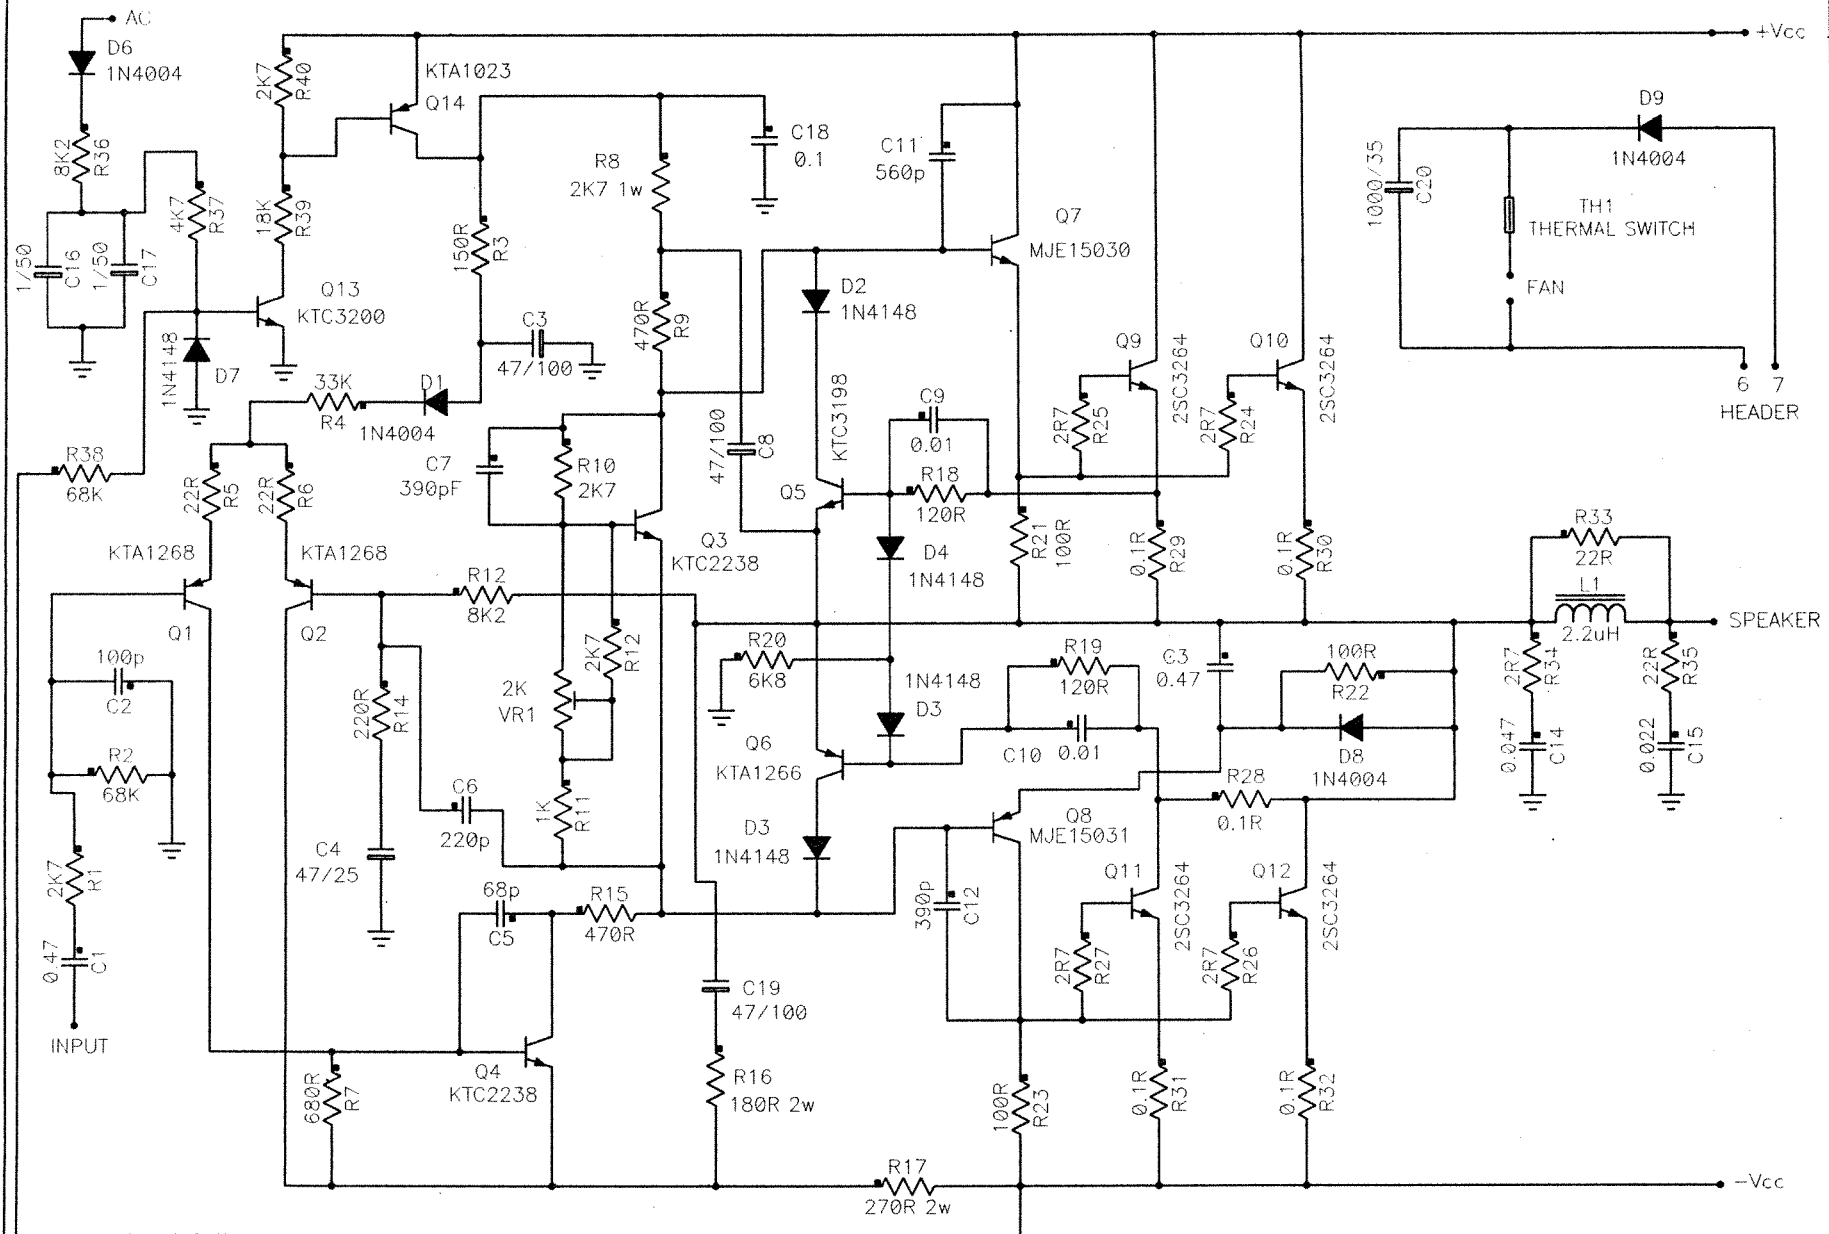 AC
+Vcc
D6
1N4004
2K7
R40
KTA1023
Q14
D9
1N4004
8K2
R36
C18
0.1
C11
560p
R8
2K7 1w
1000/35
C20
4K7
R37
18K
R39
TH1
THERMAL SWITCH
Q7
MJE15030
150R
R3
1/50
C16
1/50
C17
Q13
KTC3200
D2
1N4148
FAN
C3
47/100
470R
R9
Q9
2SC3264
Q10
2SC3264
1N4148
D7
33K
R4
D1
1N4004
6
7
HEADER
KTC3198
C9
0.01
2R7
R25
2R7
R24
R38
68K
C7
390pF
R10
2K7
47/100
C8
22R
R5
22R
R6
Q5
R18
120R
R33
22R
KTA1268
KTA1268
Q3
KTC2238
D4
1N4148
R21
100R
0.1R
R29
0.1R
R30
R12
8K2
L1
2.2uH
SPEAKER
Q1
Q2
2K7
R12
R20
6K8
R19
120R
C3
0.47
100R
R22
2R7
R34
22R
R35
100p
C2
2K
VR1
220R
R14
1N4148
D3
Q6
KTA1266
C10
0.01
D8
1N4004
0.047
C14
0.022
C15
R2
68K
R28
0.1R
C6
220p
1K
R11
D3
1N4148
Q8
MJE15031
C4
47/25
2K7
R1
Q11
2SC3264
Q12
2SC3264
68p
C5
R15
470R
390p
C12
0.47
C1
2R7
R27
2R7
R26
C19
47/100
INPUT
Q4
KTC2238
680R
R7
R16
180R 2w
100R
R23
0.1R
R31
0.1R
R32
R17
270R 2w
-Vcc